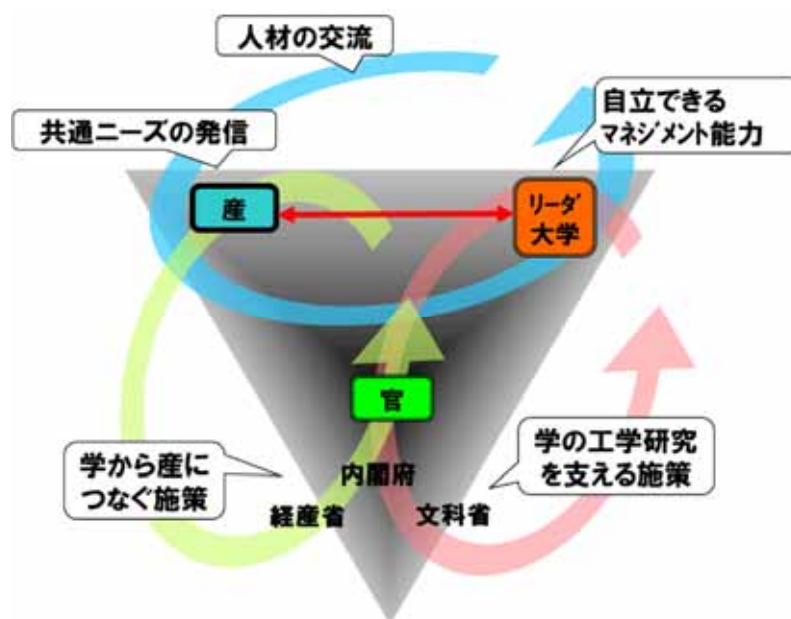 人材の交流
自立できる
マネジメント能力
共通ニーズの発信
産
リーダ
大学
官
学から産に
つなぐ施策
学の工学研究
を支える施策
内閣府
経産省
文科省